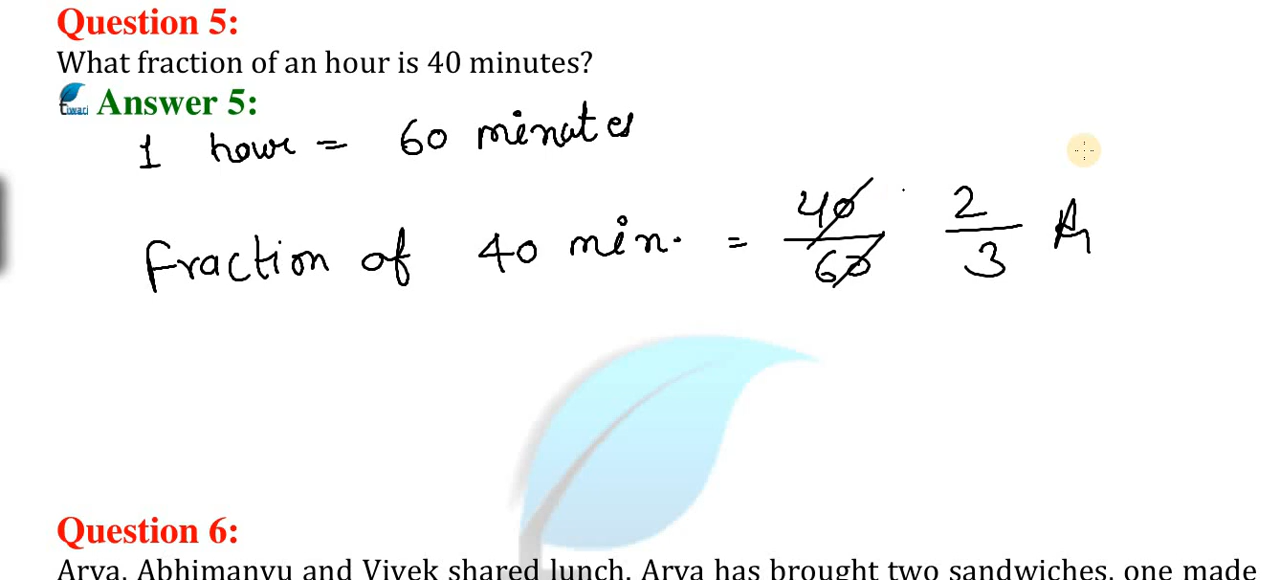 Question 5:
What fraction of an hour is 40 minutes?
Tiwari Answer 5:
1 hour = 60 minutes
Fraction of 40 min. = 40/60 2/3 A
Question 6:
Arya, Abhimanyu and Vivek shared lunch. Arya has brought two sandwiches, one made